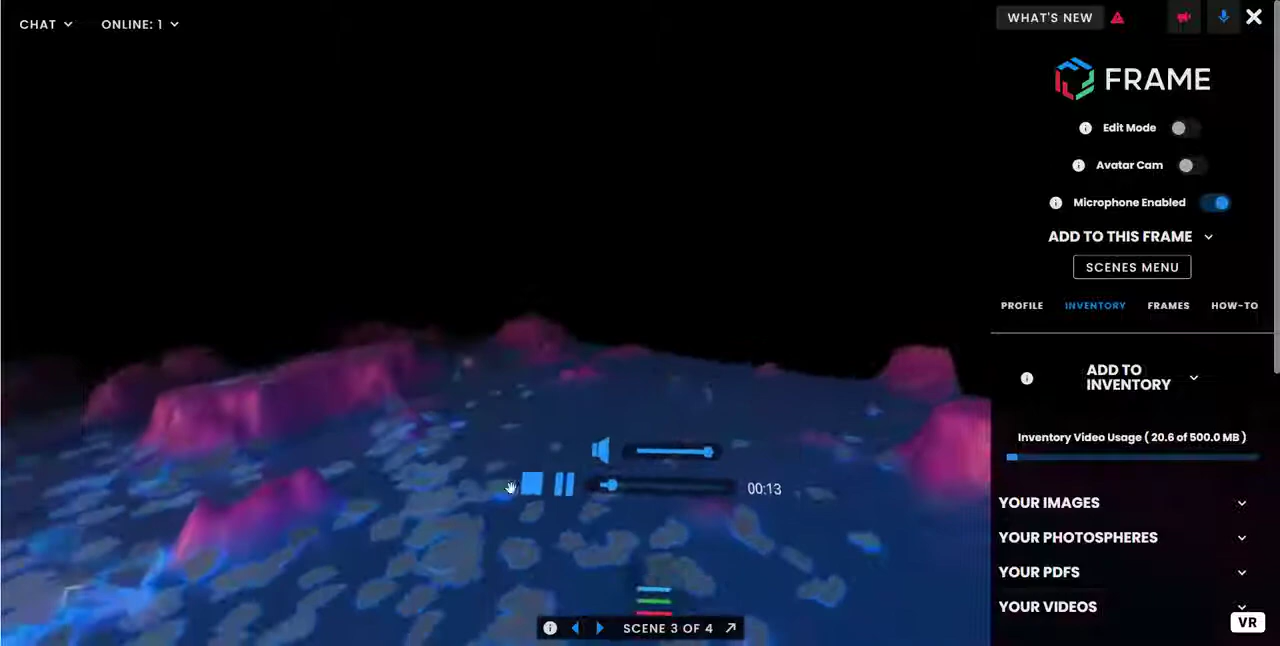 CHAT
ONLINE: 1
WHAT'S NEW
FRAME
Edit Mode
Avatar Cam
Microphone Enabled
ADD TO THIS FRAME
SCENES MENU
PROFILE INVENTORY FRAMES HOW-TO
ADD TO
INVENTORY
Inventory Video Usage ( 20.6 of 500.0 MB )
00:13
YOUR IMAGES
YOUR PHOTOSPHERES
YOUR PDFS
YOUR VIDEOS
SCENE 3 OF 4
VR